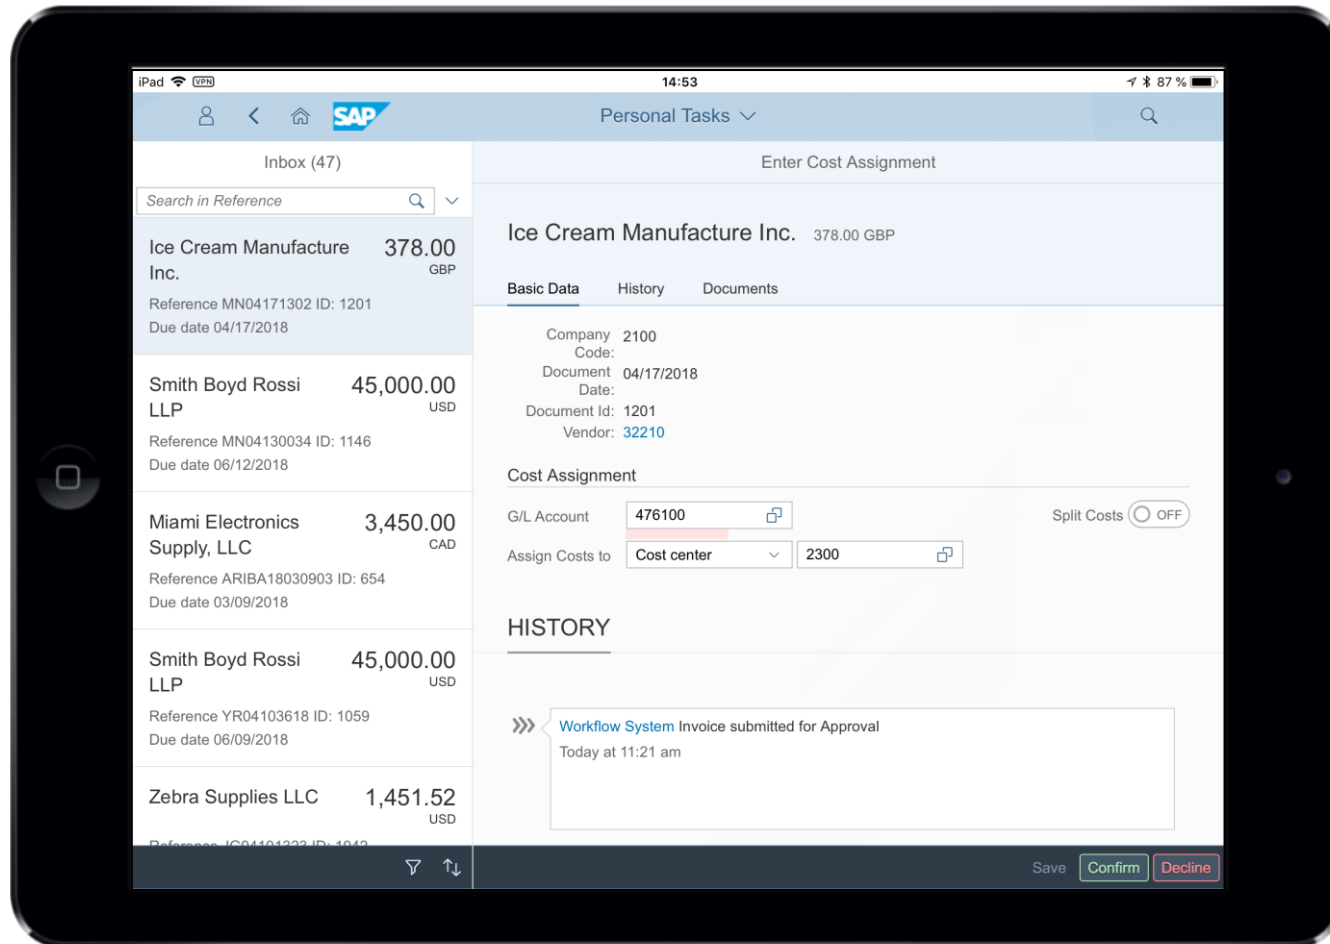 iPad VPN 14:53 87 %
SAP Personal Tasks
Inbox (47)
Search in Reference
Ice Cream Manufacture 378.00
Inc. GBP
Reference MN04171302 ID: 1201
Due date 04/17/2018
Smith Boyd Rossi 45,000.00
LLP USD
Reference MN04130034 ID: 1146
Due date 06/12/2018
Miami Electronics 3,450.00
Supply, LLC CAD
Reference ARIBA18030903 ID: 654
Due date 03/09/2018
Smith Boyd Rossi 45,000.00
LLP USD
Reference YR04103618 ID: 1059
Due date 06/09/2018
Zebra Supplies LLC 1,451.52
USD
Reference JG04101323 ID: 1042
Enter Cost Assignment
Ice Cream Manufacture Inc. 378.00 GBP
Basic Data History Documents
Company 2100
Code:
Document 04/17/2018
Date:
Document Id: 1201
Vendor: 32210
Cost Assignment
G/L Account 476100 Split Costs OFF
Assign Costs to Cost center 2300
HISTORY
Workflow System Invoice submitted for Approval
Today at 11:21 am
Save Confirm Decline